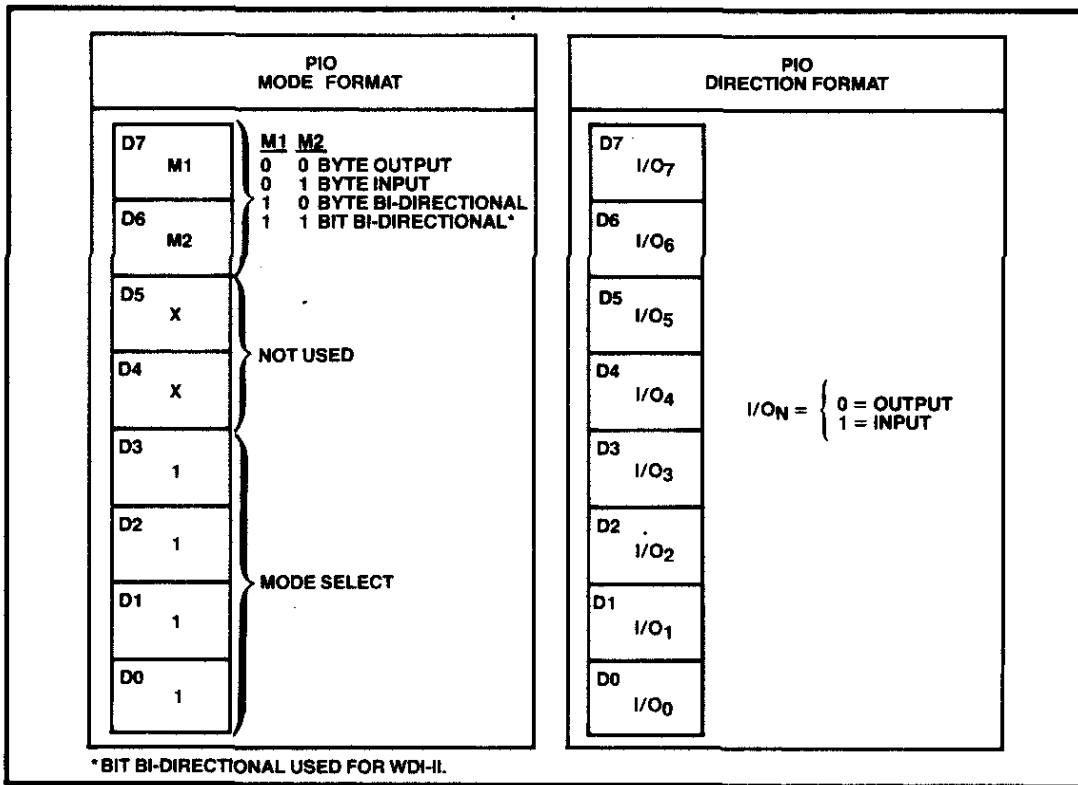 PIO
MODE FORMAT
D7
M1
D6
M2
D5
X
D4
X
D3
1
D2
1
D1
1
D0
1
M1 M2
0 0 BYTE OUTPUT
0 1 BYTE INPUT
1 0 BYTE BI-DIRECTIONAL
1 1 BIT BI-DIRECTIONAL*
NOT USED
MODE SELECT
PIO
DIRECTION FORMAT
D7
I/O7
D6
I/O6
D5
I/O5
D4
I/O4
D3
I/O3
D2
I/O2
D1
I/O1
D0
I/O0
I/ON = { 0 = OUTPUT
1 = INPUT
*BIT BI-DIRECTIONAL USED FOR WDI-II.